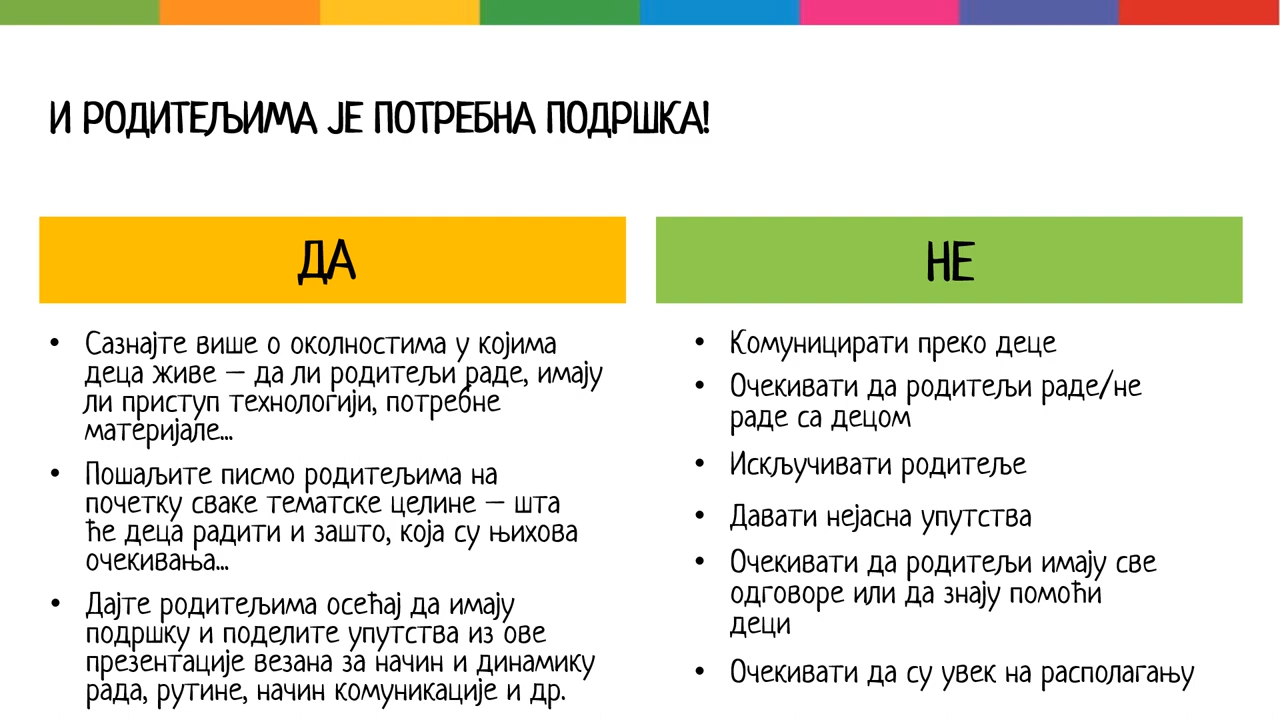 И РОДИТЕЉИМА ЈЕ ПОТРЕБНА ПОДРШКА!
ДА
• Сазнајте више о околностима у којима
деца живе – да ли родитељи раде, имају
ли приступ технологији, потребне
материјале...
• Пошаљите писмо родитељима на
почетку сваке тематске целине – шта
ће деца радити и зашто, која су њихова
очекивања...
• Дајте родитељима осећај да имају
подршку и поделите упутства из ове
презентације везана за начин и динамику
рада, рутине, начин комуникације и др.
НЕ
• Комуницирати преко деце
• Очекивати да родитељи раде/не
раде са децом
• Искључивати родитеље
• Давати нејасна упутства
• Очекивати да родитељи имају све
одговоре или да знају помоћи
деци
• Очекивати да су увек на располагању